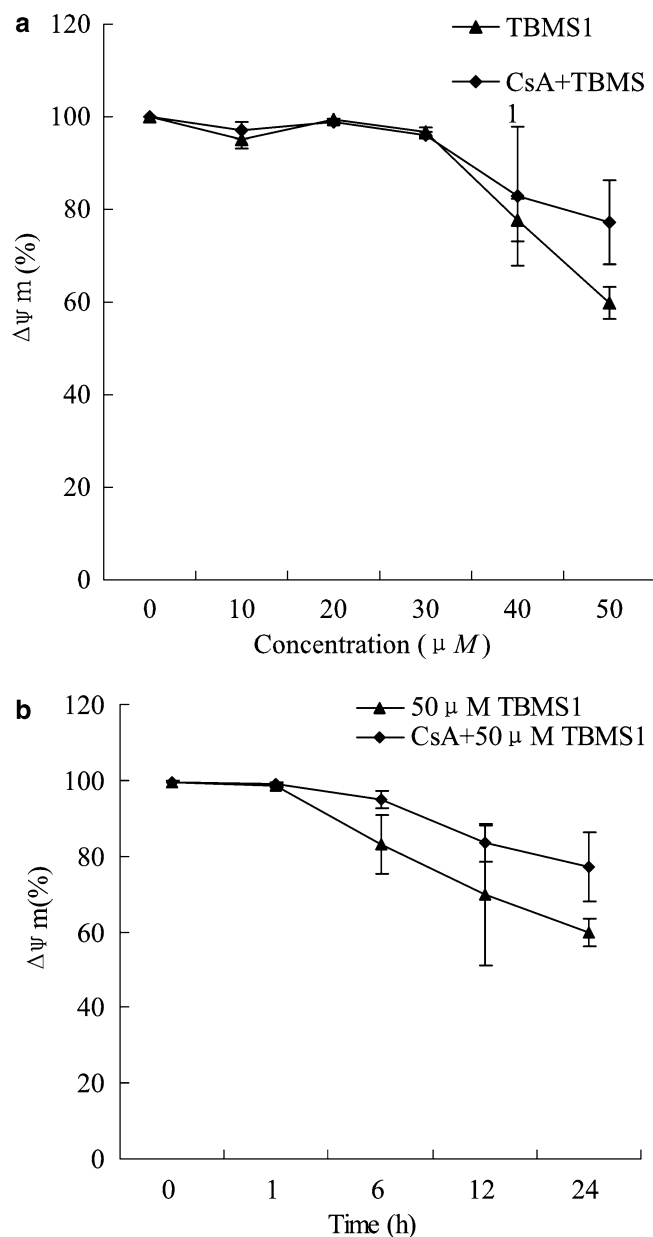 a
120
100
80
60
40
20
0
Δψ m (%)
TBMS1
CsA+TBMS
1
0 10 20 30 40 50
Concentration ( μ M)
b
120
100
80
60
40
20
0
Δψ m(%)
50 μ M TBMS1
CsA+50 μ M TBMS1
0 1 6 12 24
Time (h)